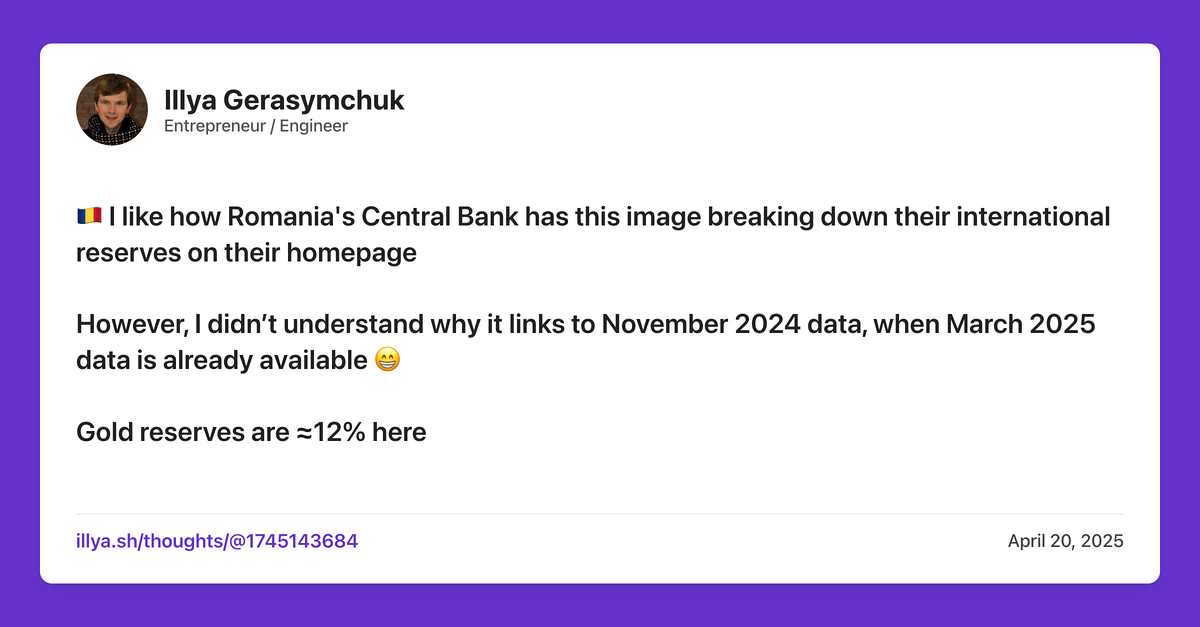 Illya Gerasymchuk
Entrepreneur / Engineer
🇷🇴 I like how Romania's Central Bank has this image breaking down their international
reserves on their homepage
However, I didn’t understand why it links to November 2024 data, when March 2025
data is already available 😁
Gold reserves are ≈12% here
illya.sh/thoughts/@1745143684
April 20, 2025